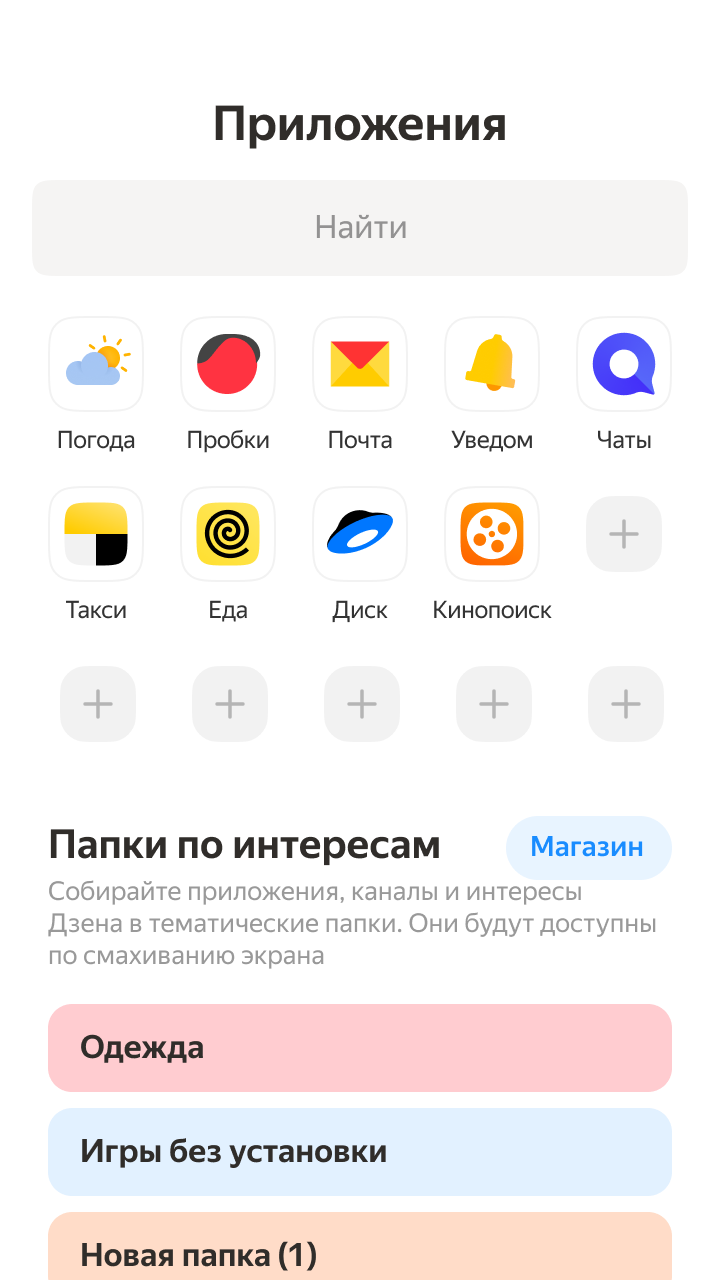 Приложения
Найти
Погода Пробки Почта Уведом Чаты
Такси Еда Диск Кинопоиск
Папки по интересам Магазин
Собирайте приложения, каналы и интересы
Дзена в тематические папки. Они будут доступны
по смахиванию экрана
Одежда
Игры без установки
Новая папка (1)